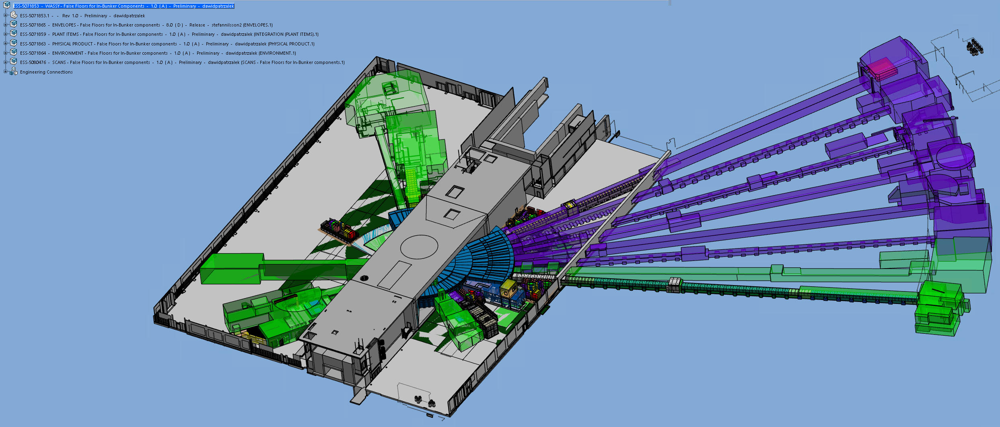 ESS-5071853 - WASSY - False Floors for In-Bunker Components - 1.0 (A) - Preliminary - dawidpatrzalek
ESS-5071853.1 - - Rev 1.0 - Preliminary - dawidpatrzalek
ESS-5071865 - ENVELOPES - False Floors for In-Bunker components - 8.0 (D) - Release - stefannilsson2 (ENVELOPES.1)
ESS-5071859 - PLANT ITEMS - False Floors for In-Bunker components - 1.0 (A) - Preliminary - dawidpatrzalek (INTEGRATION (PLANT ITEMS).1)
ESS-5071863 - PHYSICAL PRODUCT - False Floors for In-Bunker components - 1.0 (A) - Preliminary - dawidpatrzalek (PHYSICAL PRODUCT.1)
ESS-5071864 - ENVIRONMENT - False Floors for In-Bunker components - 1.0 (A) - Preliminary - dawidpatrzalek (ENVIRONMENT.1)
ESS-5080476 - SCANS - False Floors for In-Bunker components - 1.0 (A) - Preliminary - dawidpatrzalek (SCANS - False Floors for In-Bunker components.1)
Engineering Connections